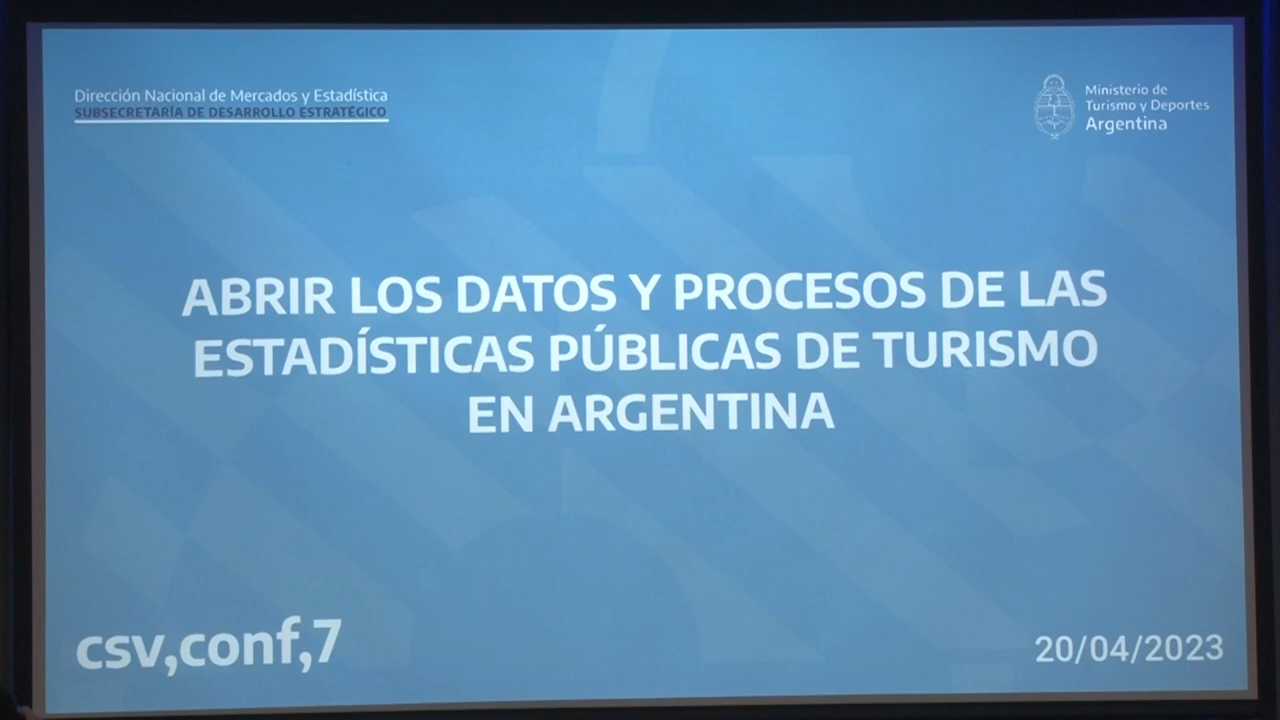 Dirección Nacional de Mercados y Estadística
SUBSECRETARÍA DE DESARROLLO ESTRATÉGICO
Ministerio de
Turismo y Deportes
Argentina
ABRIR LOS DATOS Y PROCESOS DE LAS
ESTADÍSTICAS PÚBLICAS DE TURISMO
EN ARGENTINA
csv,conf,7
20/04/2023